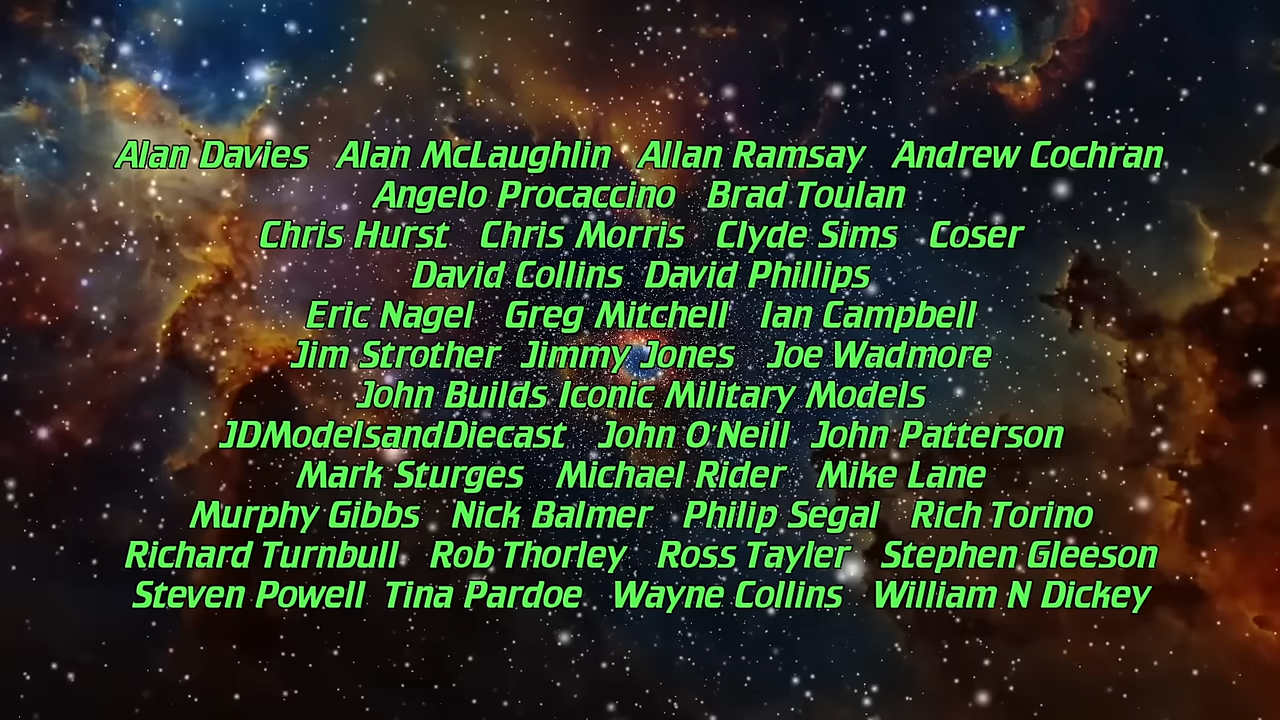 Alan Davies Alan McLaughlin Allan Ramsay Andrew Cochran
Angelo Procaccino Brad Toulan
Chris Hurst Chris Morris Clyde Sims Coser
David Collins David Phillips
Eric Nagel Greg Mitchell Ian Campbell
Jim Strother Jimmy Jones Joe Wadmore
John Builds Iconic Military Models
JDModelsandDiecast John O'Neill John Patterson
Mark Sturges Michael Rider Mike Lane
Murphy Gibbs Nick Balmer Philip Segal Rich Torino
Richard Turnbull Rob Thorley Ross Tayler Stephen Gleeson
Steven Powell Tina Pardoe Wayne Collins William N Dickey